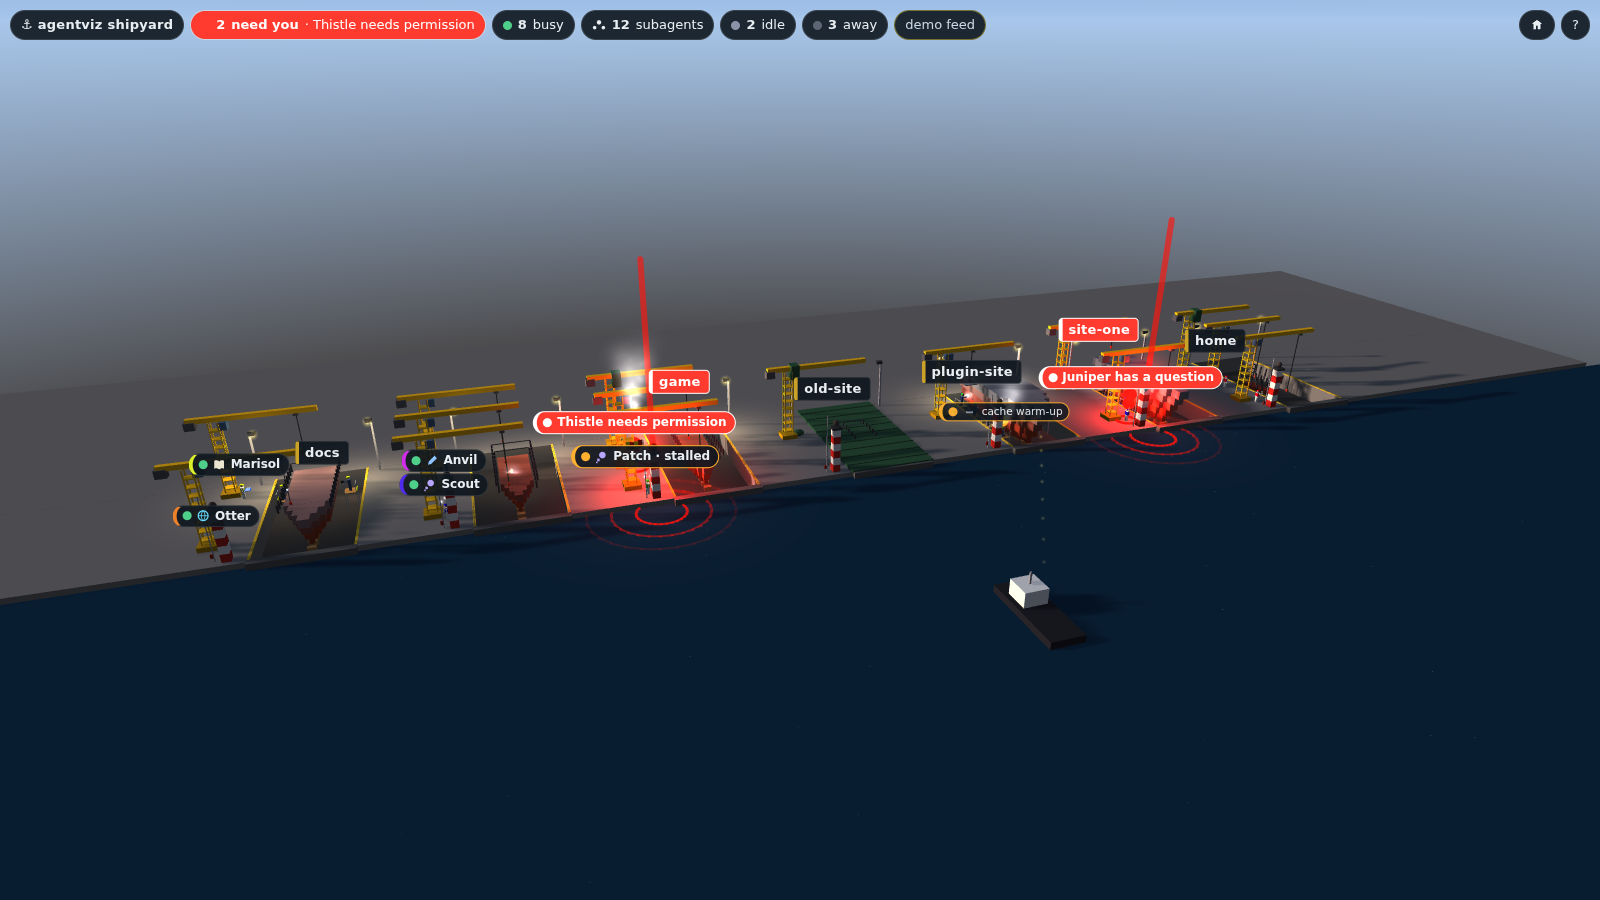 agentviz shipyard
2 need you · Thistle needs permission
8 busy
12 subagents
2 idle
3 away
demo feed
?
site-one
home
plugin-site
Juniper has a question
game
old-site
cache warm-up
Thistle needs permission
docs
Patch · stalled
Marisol
Anvil
Scout
Otter